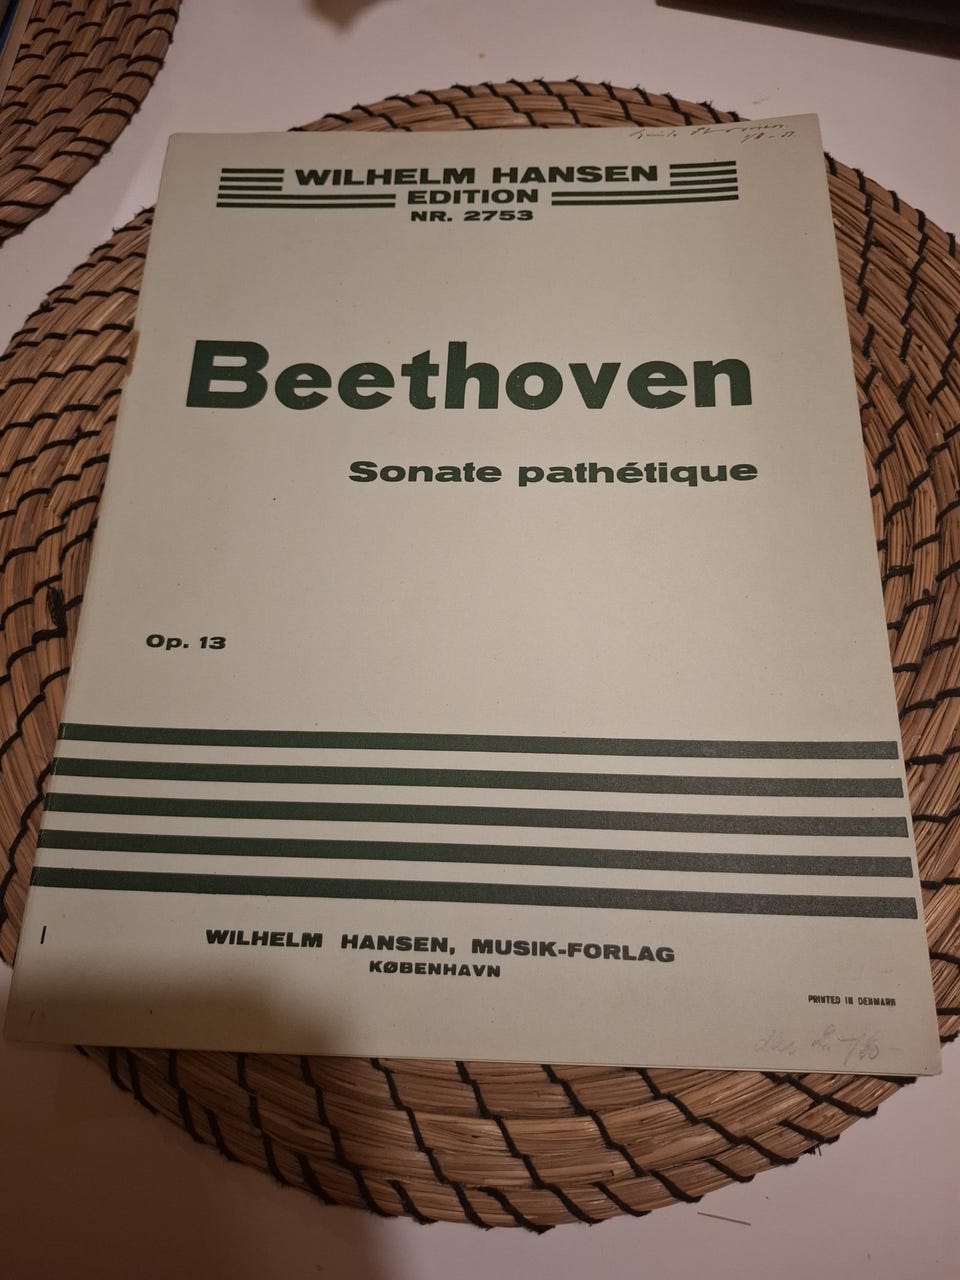 WILHELM HANSEN
EDITION
NR. 2753
Beethoven
Sonate pathétique
Op. 13
WILHELM HANSEN, MUSIK-FORLAG
KØBENHAVN
PRINTED IN DENMARK